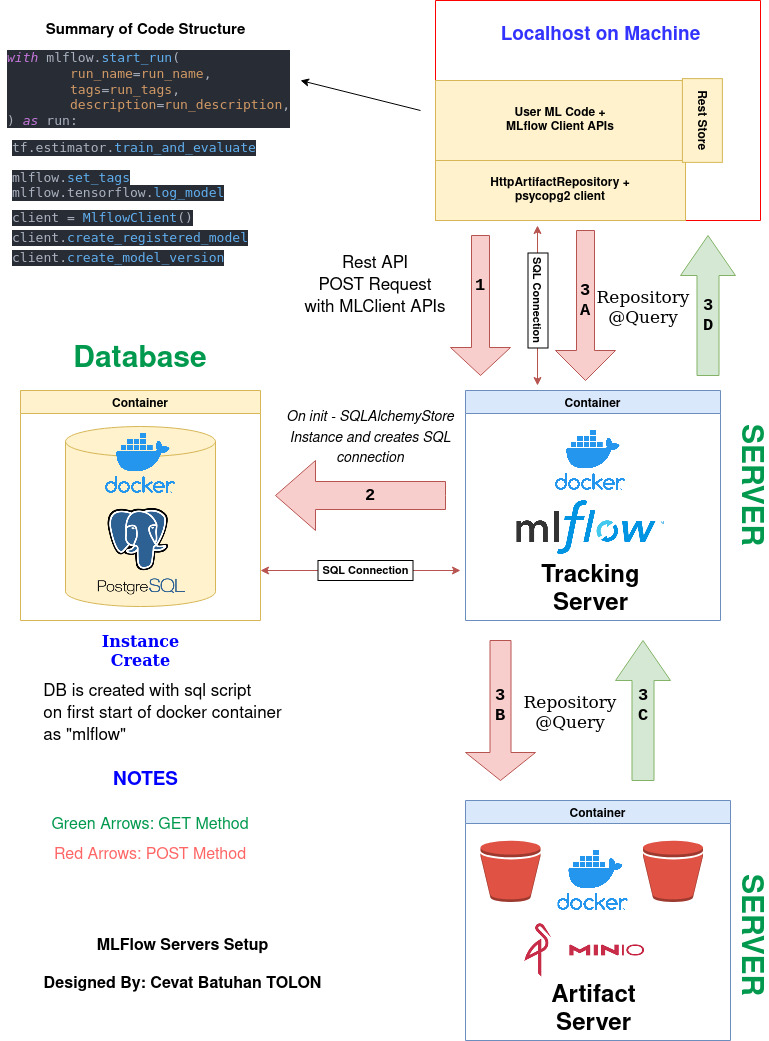 Summary of Code Structure
with mlflow.start_run(
run_name=run_name,
tags=run_tags,
description=run_description,
) as run:
tf.estimator.train_and_evaluate
mlflow.set_tags
mlflow.tensorflow.log_model
client = MlflowClient()
client.create_registered_model
client.create_model_version
Localhost on Machine
User ML Code +
MLflow Client APIs
Rest Store
HttpArtifactRepository +
psycopg2 client
Rest API
POST Request
with MLClient APIs
1
SQL Connection
3
A
Repository
@Query
3
D
Database
Container
docker
PostgreSQL
On init - SQLAlchemyStore
Instance and creates SQL
connection
2
SQL Connection
Container
docker
mlflow
Tracking
Server
SERVER
Instance
Create
DB is created with sql script
on first start of docker container
as "mlflow"
3
B
Repository
@Query
3
C
NOTES
Green Arrows: GET Method
Red Arrows: POST Method
Container
docker
MINIO
Artifact
Server
SERVER
MLFlow Servers Setup
Designed By: Cevat Batuhan TOLON